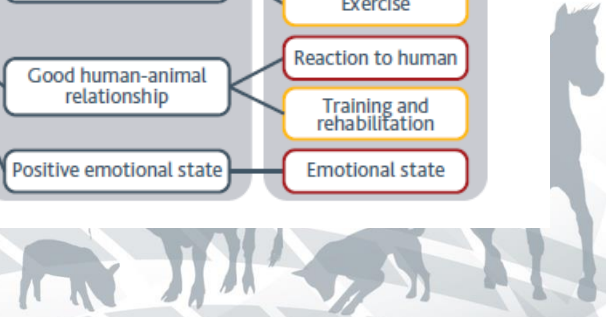 Exercise
Good human-animal
relationship
Reaction to human
Training and
rehabilitation
Positive emotional state
Emotional state